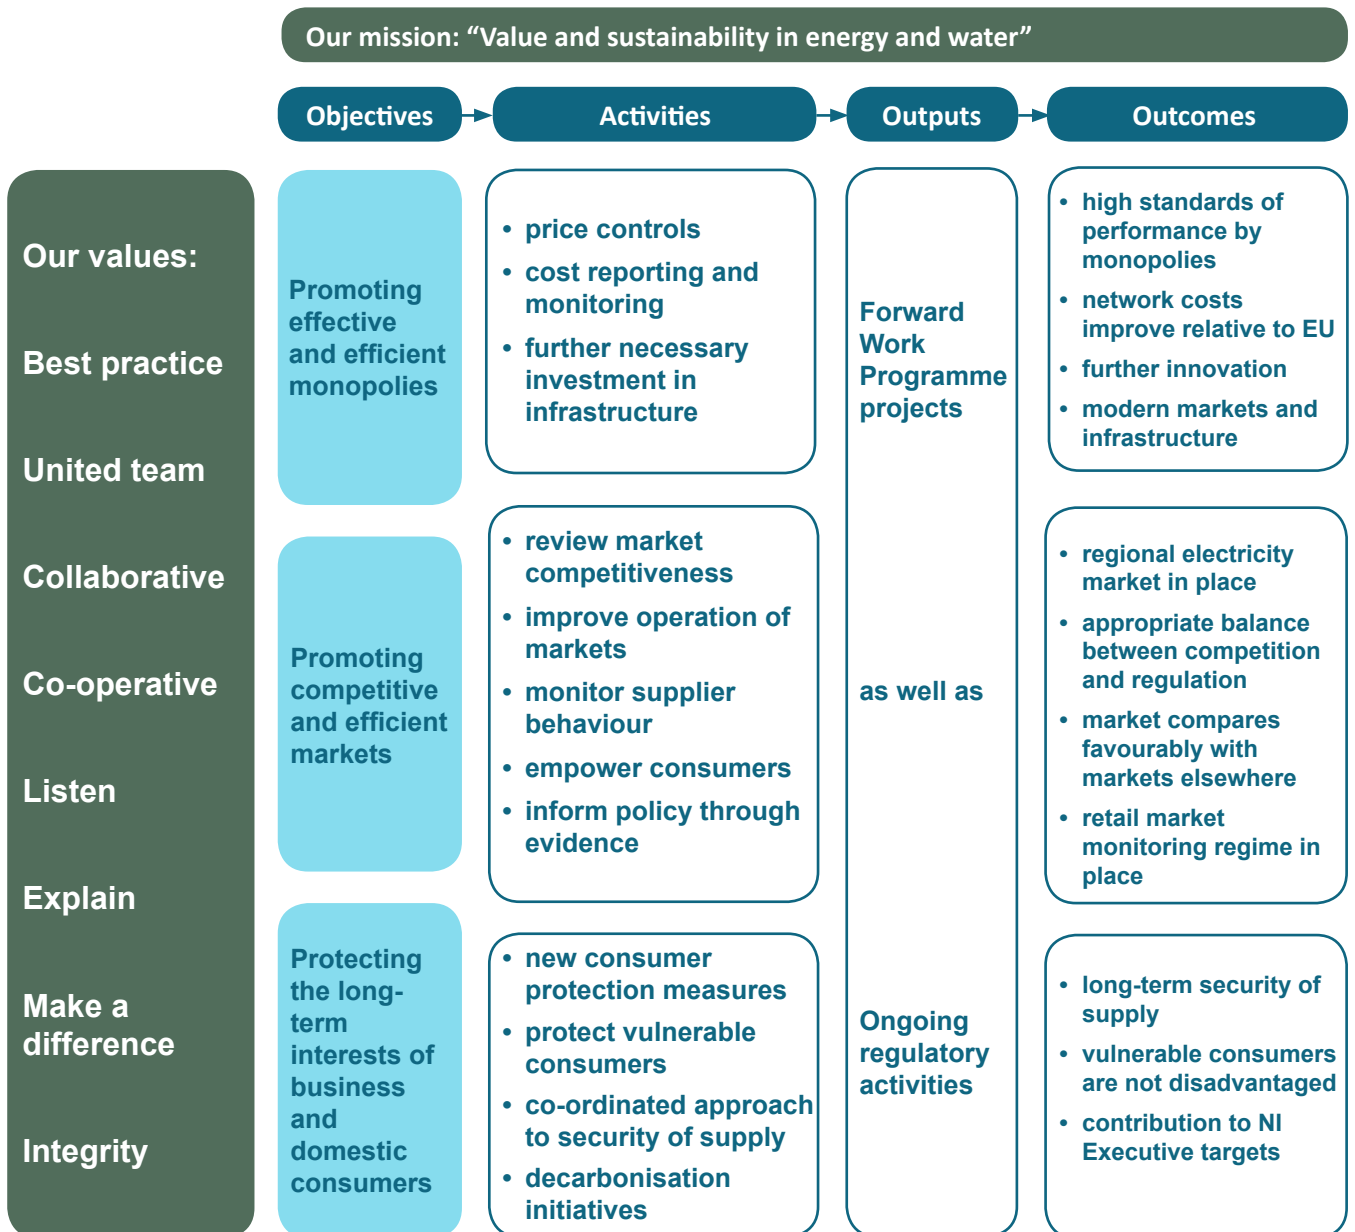 Our mission: “Value and sustainability in energy and water”
Objectives
Activities
Outputs
Outcomes
Our values:
Best practice
United team
Collaborative
Co-operative
Listen
Explain
Make a
difference
Integrity
Promoting
effective
and efficient
monopolies
• price controls
• cost reporting and
monitoring
• further necessary
investment in
infrastructure
Forward
Work
Programme
projects
• high standards of
performance by
monopolies
• network costs
improve relative to EU
• further innovation
• modern markets and
infrastructure
Promoting
competitive
and efficient
markets
• review market
competitiveness
• improve operation of
markets
• monitor supplier
behaviour
• empower consumers
• inform policy through
evidence
as well as
• regional electricity
market in place
• appropriate balance
between competition
and regulation
• market compares
favourably with
markets elsewhere
• retail market
monitoring regime in
place
Protecting
the long-
term
interests of
business
and
domestic
consumers
• new consumer
protection measures
• protect vulnerable
consumers
• co-ordinated approach
to security of supply
• decarbonisation
initiatives
Ongoing
regulatory
activities
• long-term security of
supply
• vulnerable consumers
are not disadvantaged
• contribution to NI
Executive targets